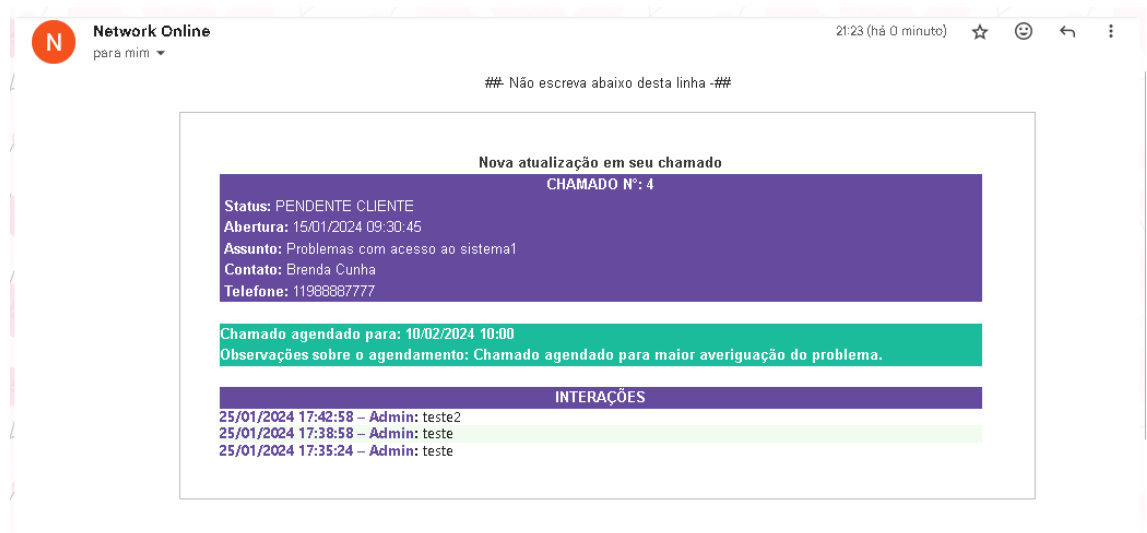 N
Network Online
21:23 (há 0 minuto)
para mim
##- Não escreva abaixo desta linha -##
Nova atualização em seu chamado
CHAMADO N°: 4
Status: PENDENTE CLIENTE
Abertura: 15/01/2024 09:30:45
Assunto: Problemas com acesso ao sistema1
Contato: Brenda Cunha
Telefone: 11988887777
Chamado agendado para: 10/02/2024 10:00
Observações sobre o agendamento: Chamado agendado para maior averiguação do problema.
INTERAÇÕES
25/01/2024 17:42:58 – Admin: teste2
25/01/2024 17:38:58 – Admin: teste
25/01/2024 17:35:24 – Admin: teste